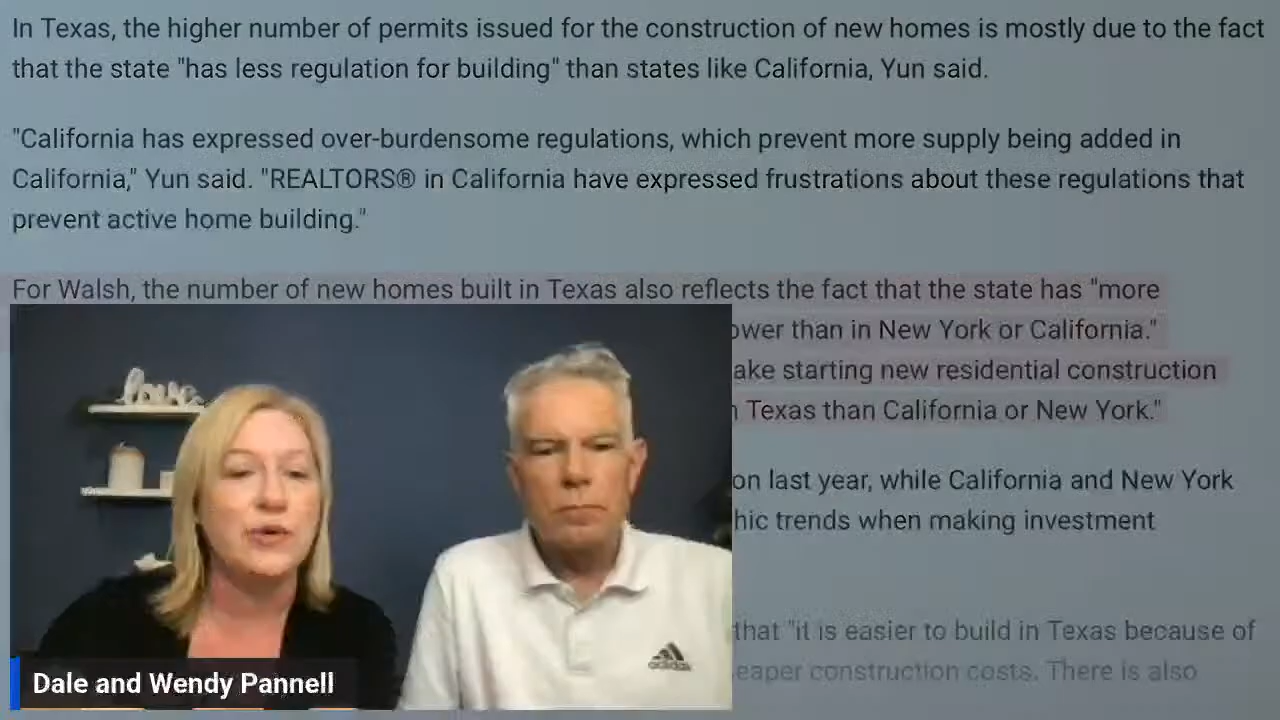 In Texas, the higher number of permits issued for the construction of new homes is mostly due to the fact
that the state "has less regulation for building" than states like California, Yun said.
"California has expressed over-burdensome regulations, which prevent more supply being added in
California," Yun said. "REALTORS® in California have expressed frustrations about these regulations that
prevent active home building."
For Walsh, the number of new homes built in Texas also reflects the fact that the state has "more
than in New York or California."
starting new residential construction
Texas than California or New York."
last year, while California and New York
trends when making investment
that "it is easier to build in Texas because of
construction costs. There is also
love
adidas
Dale and Wendy Pannell